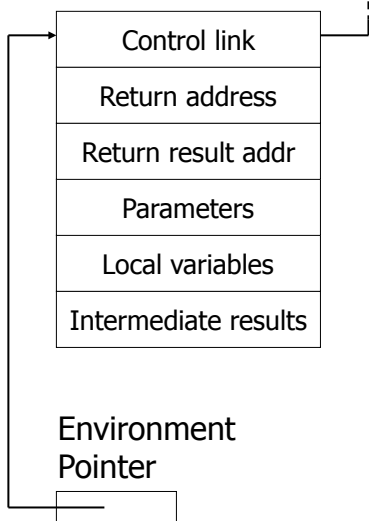 Control link
Return address
Return result addr
Parameters
Local variables
Intermediate results
Environment
Pointer